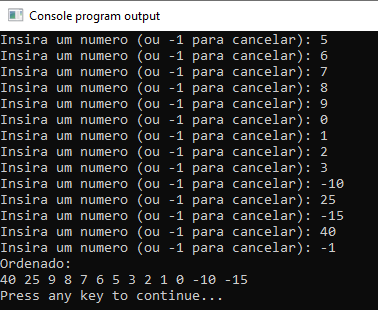 Console program output
Insira um numero (ou -1 para cancelar): 5
Insira um numero (ou -1 para cancelar): 6
Insira um numero (ou -1 para cancelar): 7
Insira um numero (ou -1 para cancelar): 8
Insira um numero (ou -1 para cancelar): 9
Insira um numero (ou -1 para cancelar): 0
Insira um numero (ou -1 para cancelar): 1
Insira um numero (ou -1 para cancelar): 2
Insira um numero (ou -1 para cancelar): 3
Insira um numero (ou -1 para cancelar): -10
Insira um numero (ou -1 para cancelar): 25
Insira um numero (ou -1 para cancelar): -15
Insira um numero (ou -1 para cancelar): 40
Insira um numero (ou -1 para cancelar): -1
Ordenado:
40 25 9 8 7 6 5 3 2 1 0 -10 -15
Press any key to continue...